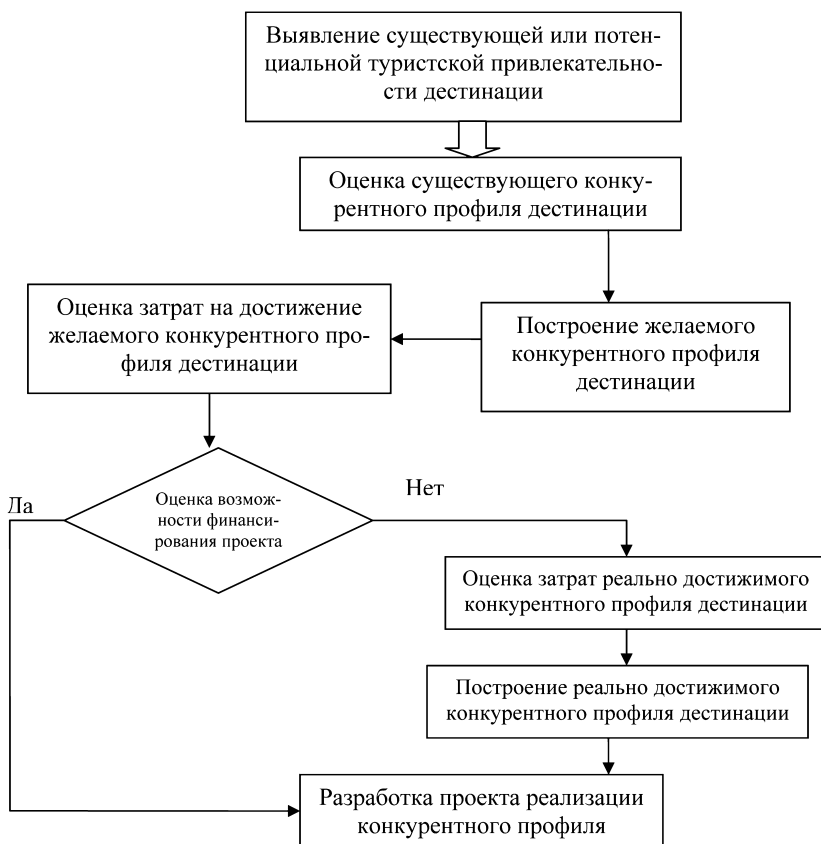 Выявление существующей или потен-
циальной туристской привлекательно-
сти дестинации
Оценка существующего конку-
рентного профиля дестинации
Оценка затрат на достижение
желаемого конкурентного про-
филя дестинации
Построение желаемого
конкурентного профиля
дестинации
Да
Оценка возмож-
ности финанси-
рования проекта
Нет
Оценка затрат реально достижимого
конкурентного профиля дестинации
Построение реально достижимого
конкурентного профиля дестинации
Разработка проекта реализации
конкурентного профиля